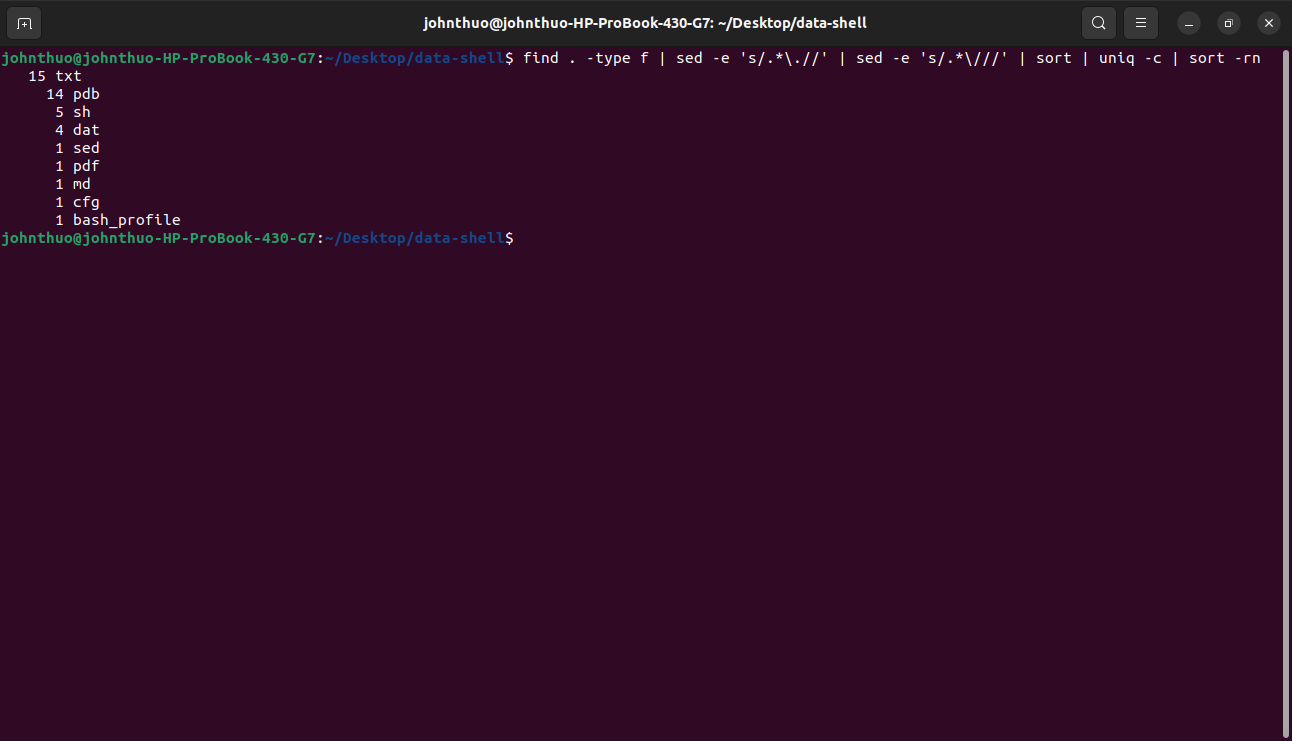 johnthuo@johnthuo-HP-ProBook-430-G7: ~/Desktop/data-shell
johnthuo@johnthuo-HP-ProBook-430-G7:~/Desktop/data-shell$ find . -type f | sed -e 's/.*\.//' | sed -e 's/.*\///' | sort | uniq -c | sort -rn
15 txt
14 pdb
5 sh
4 dat
1 sed
1 pdf
1 md
1 cfg
1 bash_profile
johnthuo@johnthuo-HP-ProBook-430-G7:~/Desktop/data-shell$